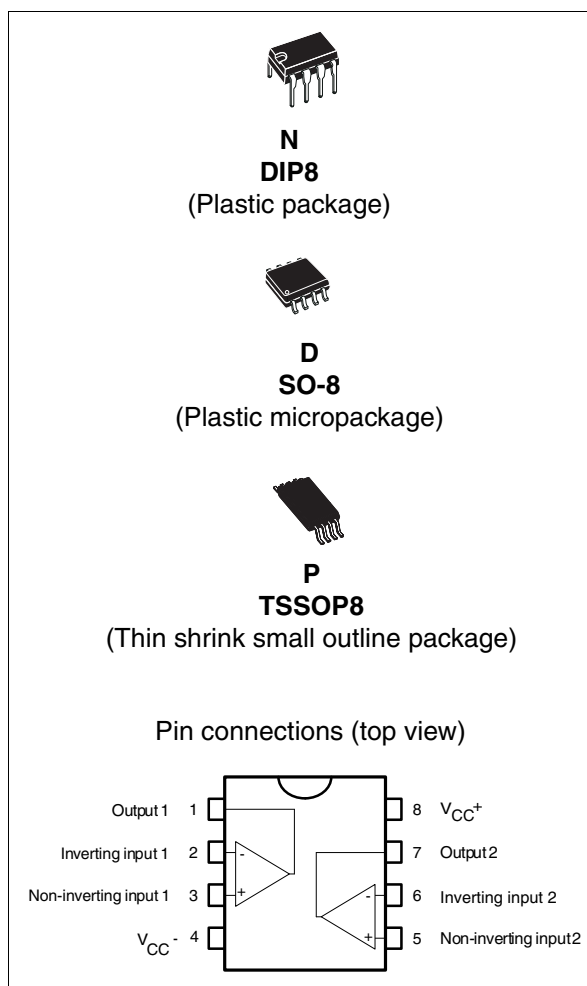 N
DIP8
(Plastic package)
D
SO-8
(Plastic micropackage)
P
TSSOP8
(Thin shrink small outline package)
Pin connections (top view)
Output 1 1
Inverting input 1 2
Non-inverting input 1 3
VCC - 4
8 VCC+
7 Output 2
6 Inverting input 2
5 Non-inverting input 2
-
+
-
+